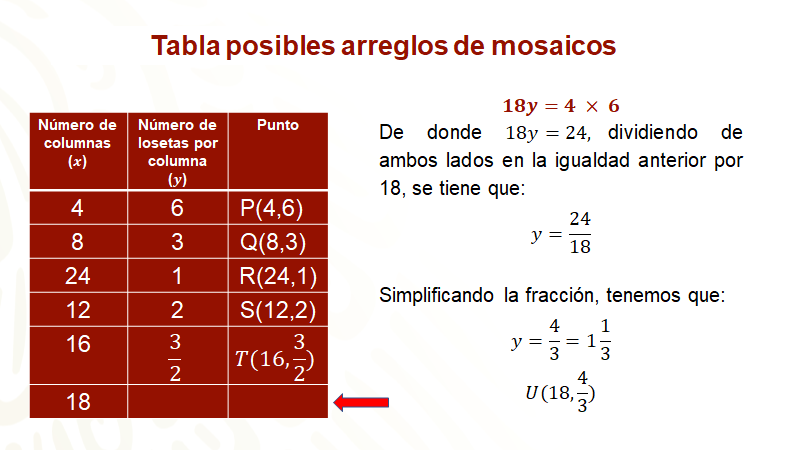 Tabla posibles arreglos de mosaicos
Número de columnas (x) | Número de losetas por columna (y) | Punto
4 | 6 | P(4,6)
8 | 3 | Q(8,3)
24 | 1 | R(24,1)
12 | 2 | S(12,2)
16 | 3/2 | T(16,3/2)
18
18y = 4 × 6
De donde 18y = 24, dividiendo de
ambos lados en la igualdad anterior por
18, se tiene que:
y = 24/18
Simplificando la fracción, tenemos que:
y = 4/3 = 1 1/3
U(18,4/3)